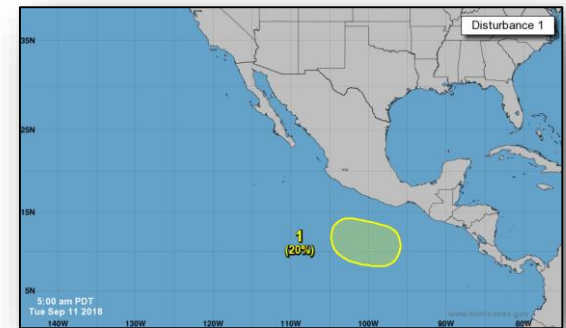 Disturbance 1
35N
25N
15N
5N
1
(20%)
5:00 am PDT
Tue Sep 11 2018
www.hurricanes.gov
140W 130W 120W 110W 100W 90W 80W